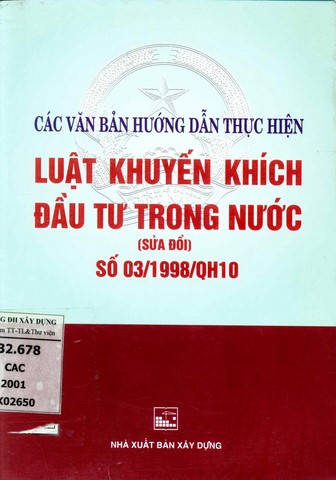 CÁC VĂN BẢN HƯỚNG DẪN THỰC HIỆN
LUẬT KHUYẾN KHÍCH
ĐẦU TƯ TRONG NƯỚC
(SỬA ĐỔI)
SỐ 03/1998/QH10
G ĐH XÂY DỰNG
m TT-TL&Thư viện
32.678
CAC
2001
K02650
NHÀ XUẤT BẢN XÂY DỰNG